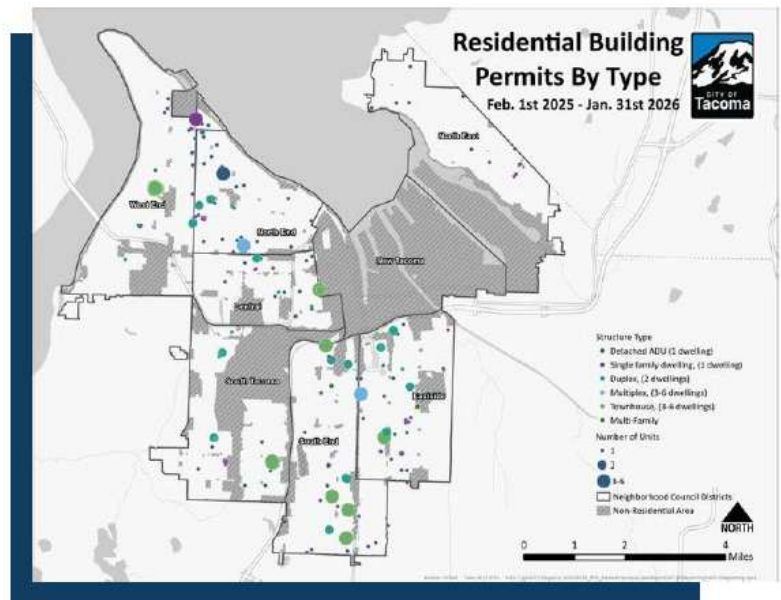 Residential Building
Permits By Type
Feb. 1st 2025 - Jan. 31st 2026
CITY OF
Tacoma
North East
West End
North End
New Tacoma
Central
South Tacoma
Eastside
South End
Structure Type
Detached ADU (1 dwelling)
Single family dwelling, (1 dwelling)
Duplex, (2 dwellings)
Multiplex, (3-6 dwellings)
Townhouse, (3-6 dwellings)
Multi-Family
Number of Units
1
2
3-6
Neighborhood Council Districts
Non-Residential Area
NORTH
0 1 2 4
Miles